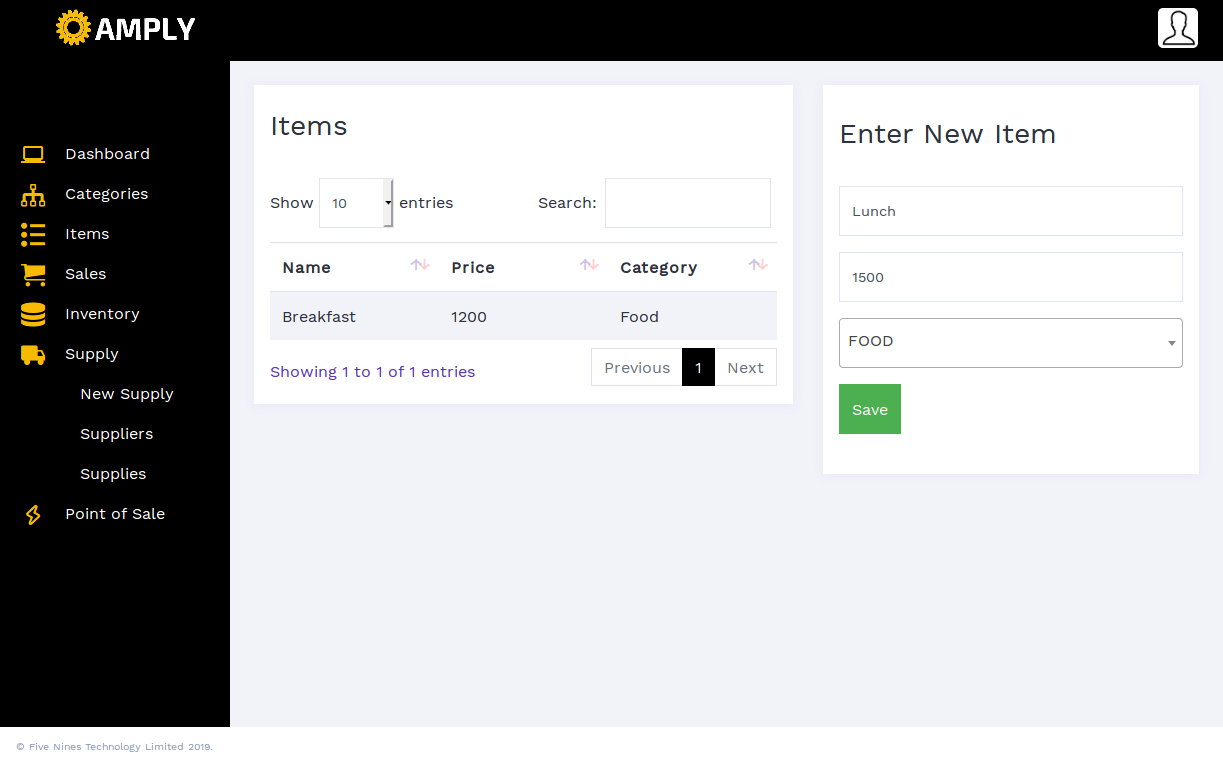 AMPLY
Dashboard
Categories
Items
Sales
Inventory
Supply
New Supply
Suppliers
Supplies
Point of Sale
Items
Show 10 entries Search:
Name Price Category
Breakfast 1200 Food
Showing 1 to 1 of 1 entries Previous 1 Next
Enter New Item
Lunch
1500
FOOD
Save
© Five Nines Technology Limited 2019.